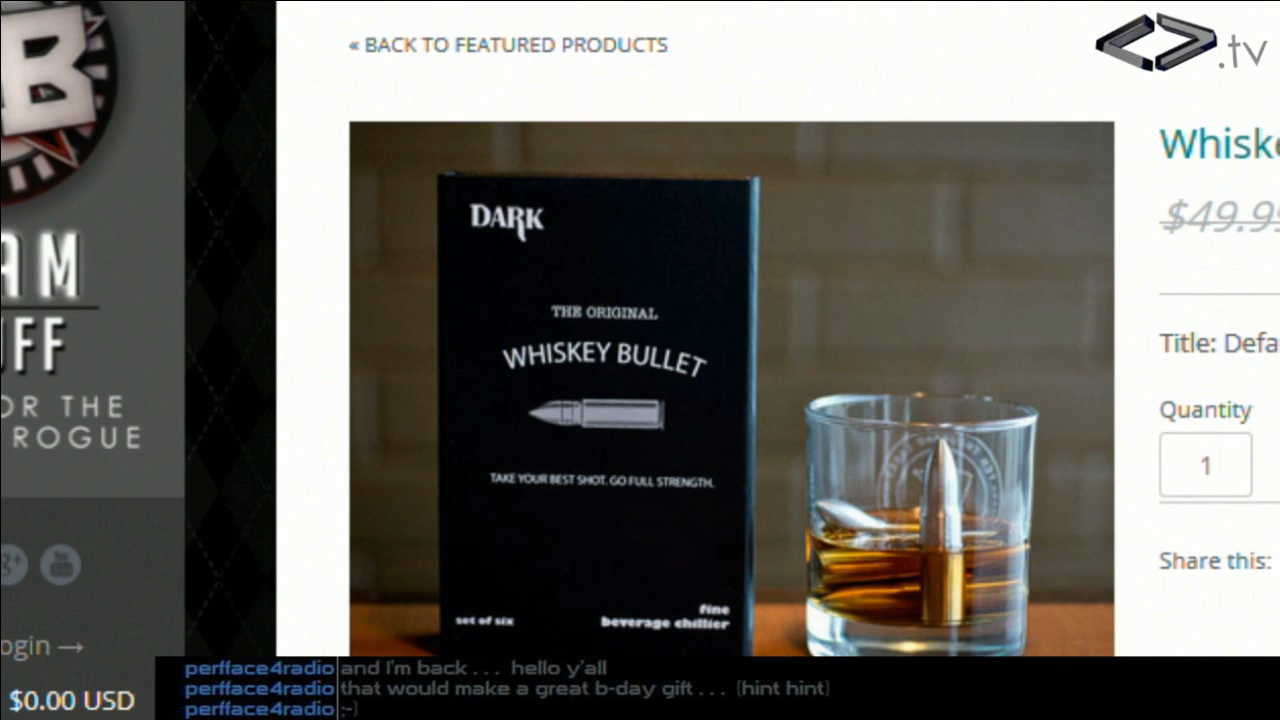 « BACK TO FEATURED PRODUCTS
.tv
B
AM
UFF
OR THE
ROGUE
g+
You
ogin →
$0.00 USD
DARK
THE ORIGINAL
WHISKEY BULLET
TAKE YOUR BEST SHOT. GO FULL STRENGTH.
set of six
fine
beverage chillier
Whiske
$49.99
Title: Defa
Quantity
1
Share this:
perfface4radio and I'm back . . . hello y'all
perfface4radio that would make a great b-day gift . . . (hint hint)
perfface4radio ;-)